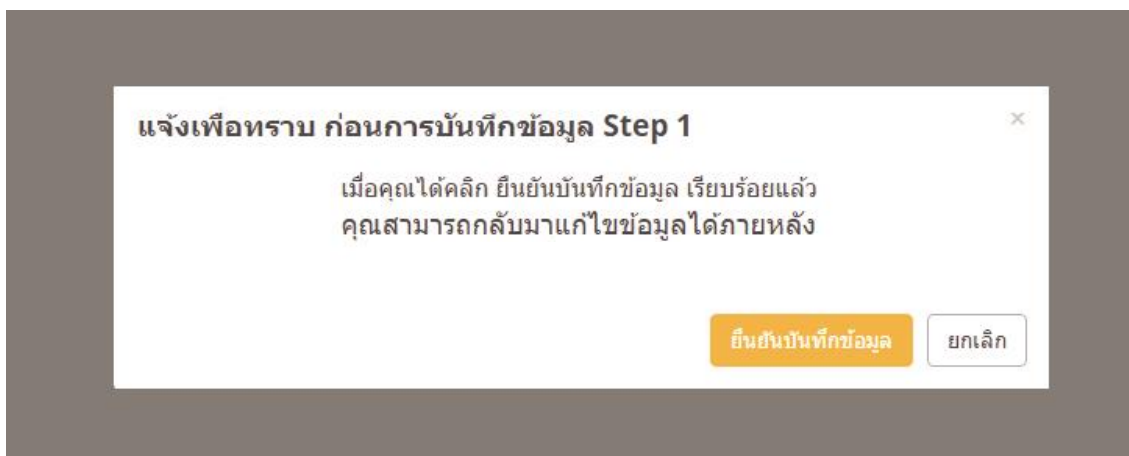 แจ้งเพื่อทราบ ก่อนการบันทึกข้อมูล Step 1
×
เมื่อคุณได้คลิก ยืนยันบันทึกข้อมูล เรียบร้อยแล้ว
คุณสามารถกลับมาแก้ไขข้อมูลได้ภายหลัง
ยืนยันบันทึกข้อมูล
ยกเลิก